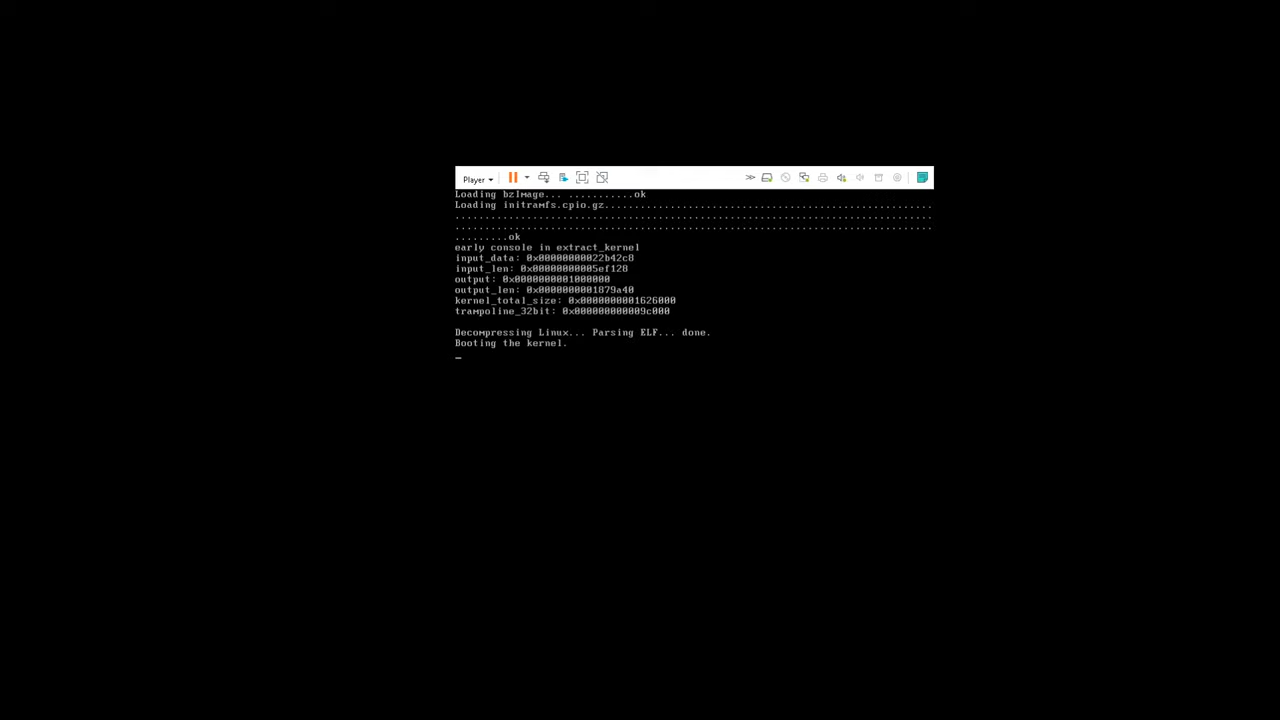 Player
Loading bzImage... ...........ok
Loading initramfs.cpio.gz.......................................................
................................................................................
................................................................................
.........ok
early console in extract_kernel
input_data: 0x00000000022b42c8
input_len: 0x00000000005ef128
output: 0x0000000001000000
output_len: 0x0000000001879a40
kernel_total_size: 0x0000000001626000
trampoline_32bit: 0x000000000009c000
Decompressing Linux... Parsing ELF... done.
Booting the kernel.
_